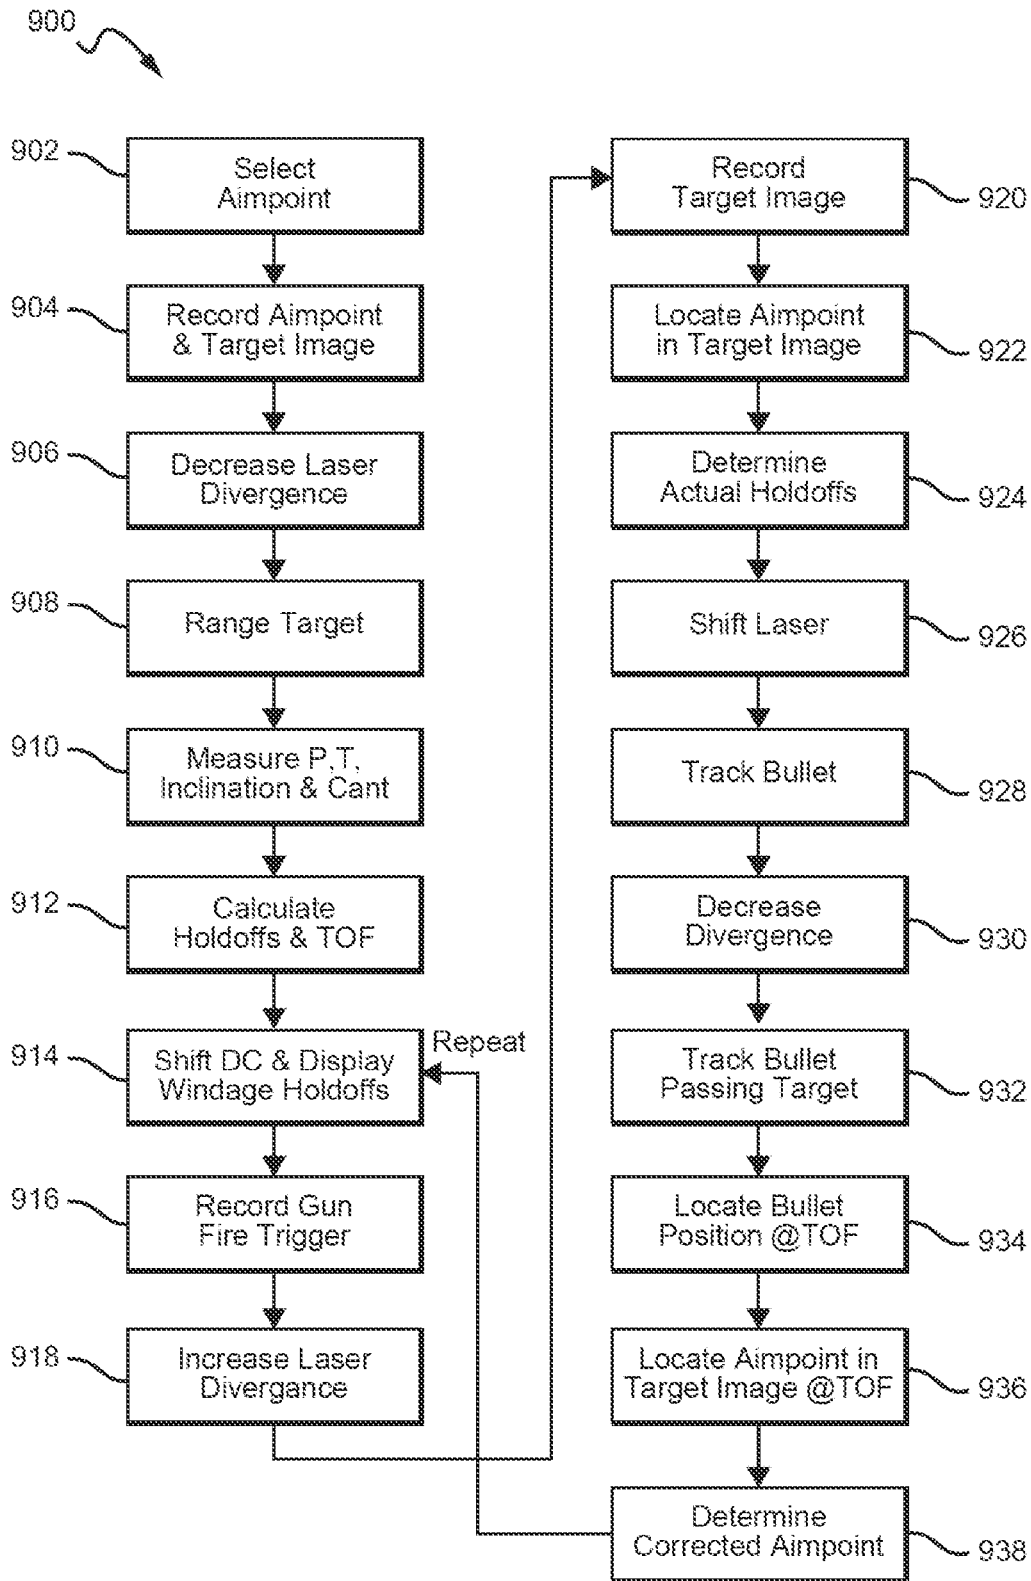 900
902
Select
Aimpoint
904
Record Aimpoint
& Target Image
906
Decrease Laser
Divergence
908
Range Target
910
Measure P,T,
Inclination & Cant
912
Calculate
Holdoffs & TOF
914
Shift DC & Display
Windage Holdoffs
Repeat
916
Record Gun
Fire Trigger
918
Increase Laser
Divergance
Record
Target Image
920
Locate Aimpoint
in Target Image
922
Determine
Actual Holdoffs
924
Shift Laser
926
Track Bullet
928
Decrease
Divergence
930
Track Bullet
Passing Target
932
Locate Bullet
Position @TOF
934
Locate Aimpoint in
Target Image @TOF
936
Determine
Corrected Aimpoint
938